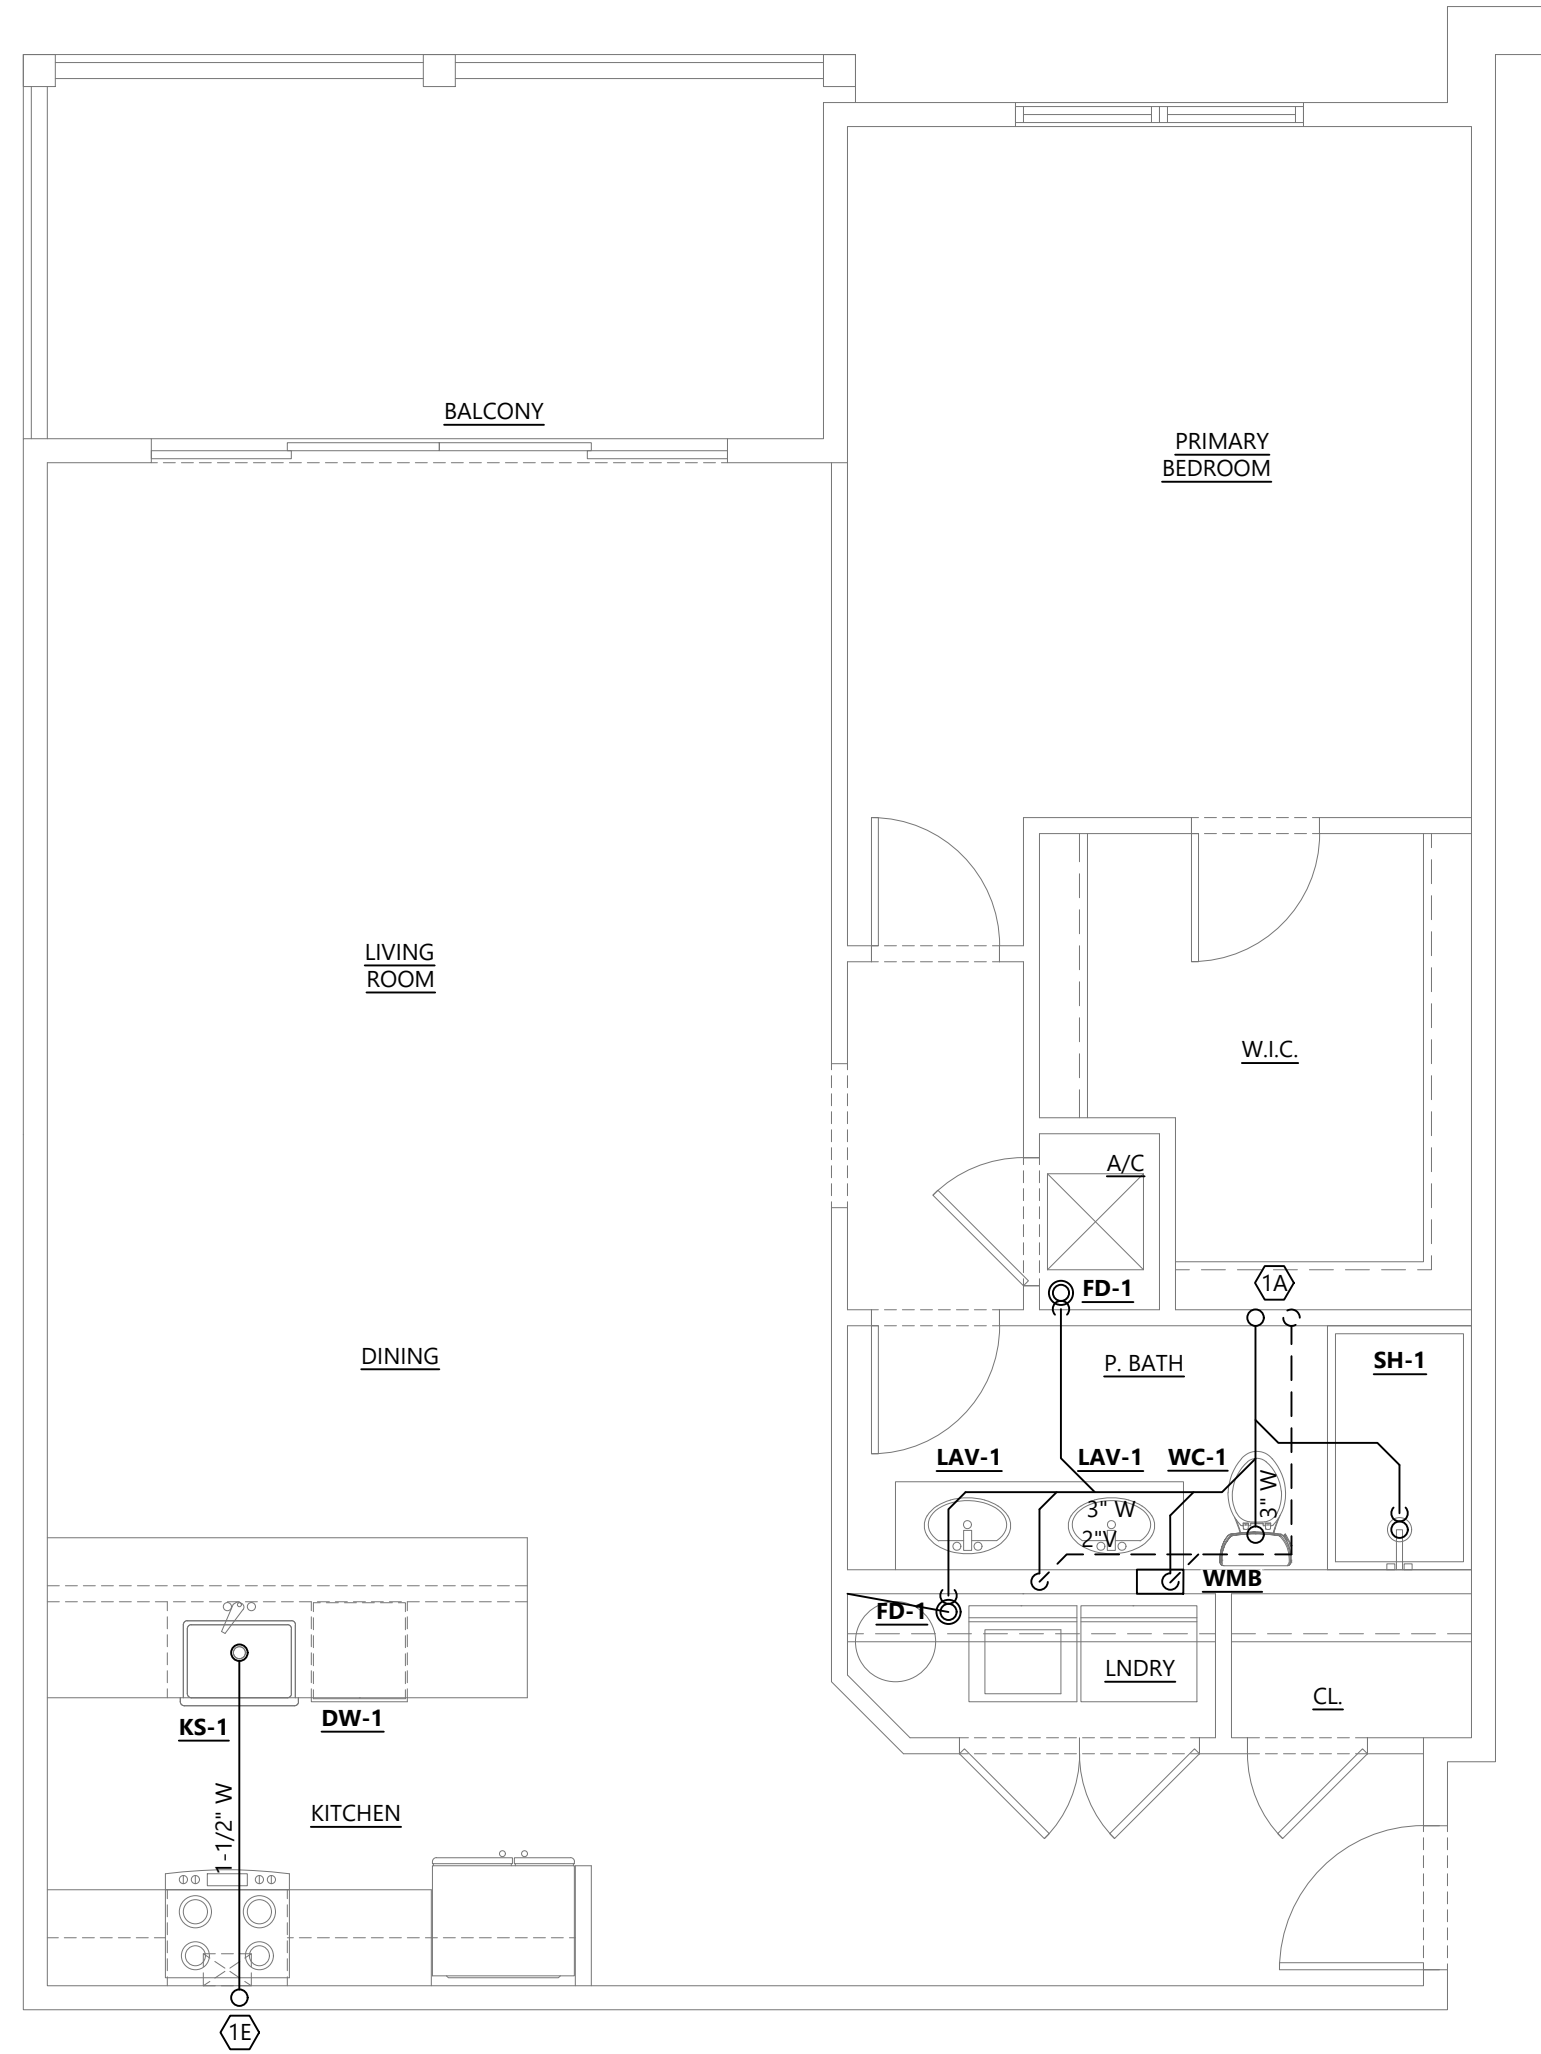 BALCONY
PRIMARY
BEDROOM
LIVING
ROOM
W.I.C.
A/C
1A
FD-1
DINING
P. BATH
SH-1
LAV-1
LAV-1
WC-1
3" W
3" W
2"V
WMB
FD-1
LNDRY
CL.
KS-1
DW-1
1-1/2" W
KITCHEN
1E